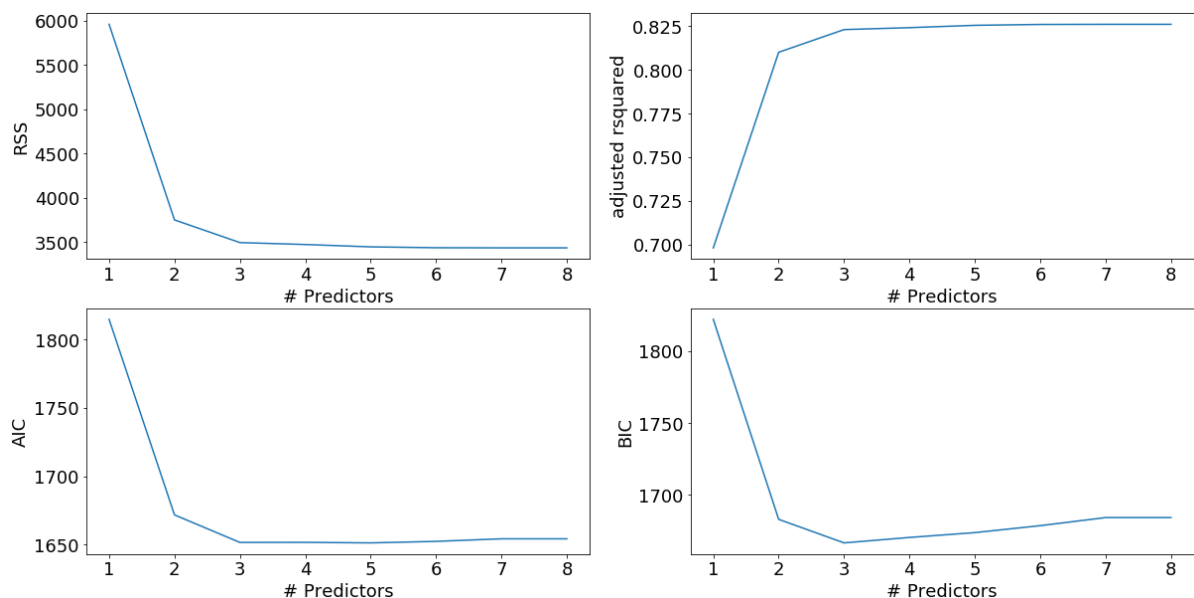 6000
5500
5000
4500
4000
3500
RSS
1 2 3 4 5 6 7 8
# Predictors
0.825
0.800
0.775
0.750
0.725
0.700
adjusted rsquared
1 2 3 4 5 6 7 8
# Predictors
1800
1750
1700
1650
AIC
1 2 3 4 5 6 7 8
# Predictors
1800
1750
1700
BIC
1 2 3 4 5 6 7 8
# Predictors